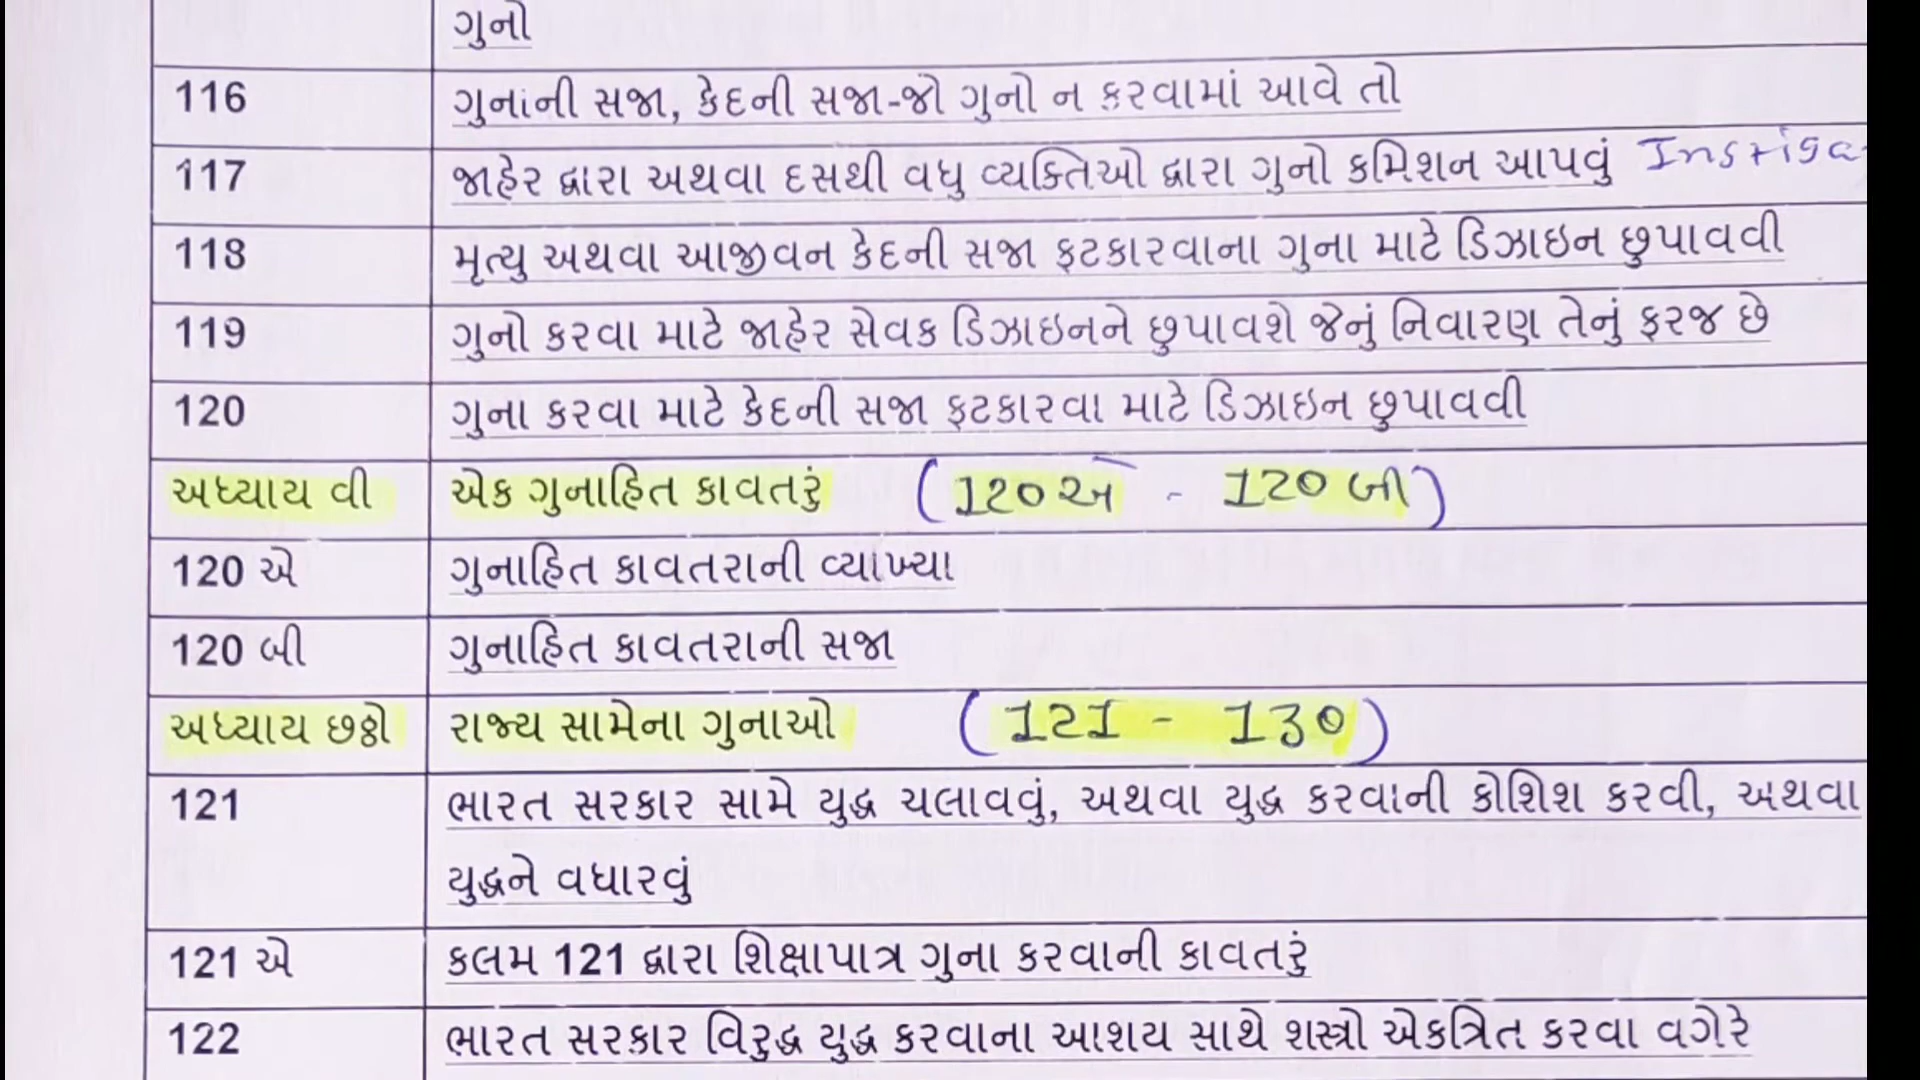 ગુનો
116 ગુનાની સજા, કેદની સજા-જો ગુનો ન કરવામાં આવે તો
117 જાહેર દ્વારા અથવા દસથી વધુ વ્યક્તિઓ દ્વારા ગુનો કમિશન આપવું
118 મૃત્યુ અથવા આજીવન કેદની સજા ફટકારવાના ગુના માટે ડિઝાઇન છુપાવવી
119 ગુનો કરવા માટે જાહેર સેવક ડિઝાઇનને છુપાવશે જેનું નિવારણ તેનું ફરજ છે
120 ગુના કરવા માટે કેદની સજા ફટકારવા માટે ડિઝાઇન છુપાવવી
અધ્યાય વી એક ગુનાહિત કાવતરું (120એ - 120બી)
120 એ ગુનાહિત કાવતરાની વ્યાખ્યા
120 બી ગુનાહિત કાવતરાની સજા
અધ્યાય છઠ્ઠો રાજ્ય સામેના ગુનાઓ (121 - 130)
121 ભારત સરકાર સામે યુદ્ધ ચલાવવું, અથવા યુદ્ધ કરવાની કોશિશ કરવી, અથવા
યુદ્ધને વધારવું
121 એ કલમ 121 દ્વારા શિક્ષાપાત્ર ગુના કરવાની કાવતરું
122 ભારત સરકાર વિરુદ્ધ યુદ્ધ કરવાના આશય સાથે શસ્ત્રો એકત્રિત કરવા વગેરે